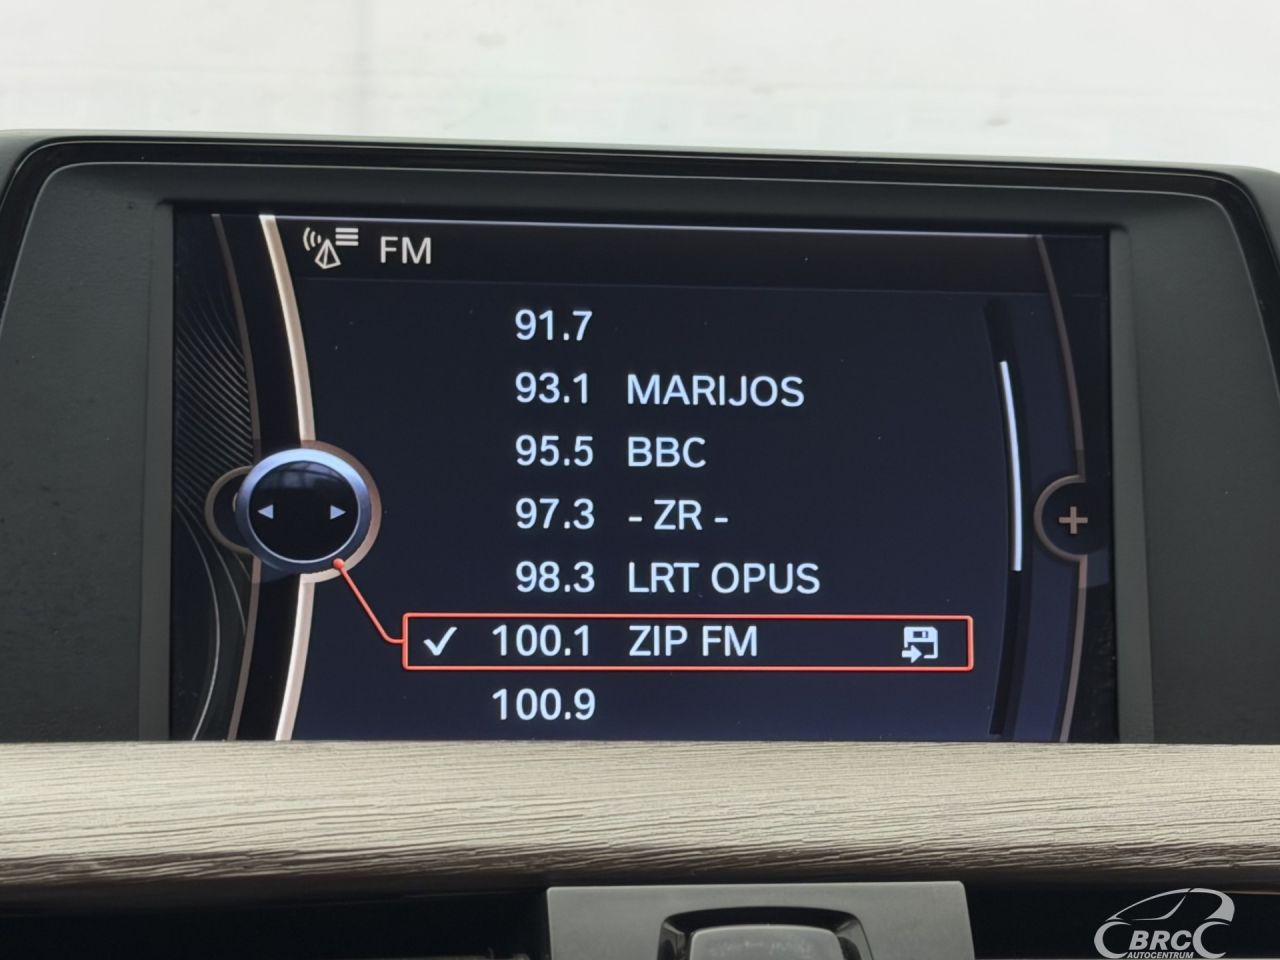 FM
91.7
93.1 MARIJOS
95.5 BBC
97.3 - ZR -
98.3 LRT OPUS
100.1 ZIP FM
100.9
BRC
AUTOCENTRUM